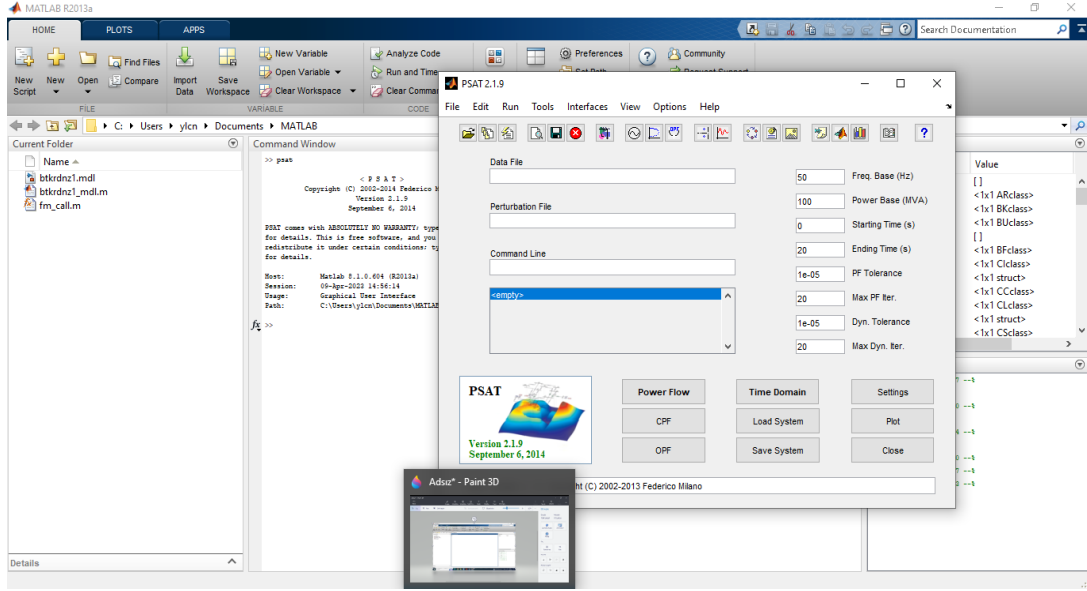 MATLAB R2013a
HOME
PLOTS
APPS
Search Documentation
New Script
New
Open
Find Files
Compare
Import Data
Save Workspace
New Variable
Open Variable
Clear Workspace
Analyze Code
Run and Time
Clear Comman
Preferences
Community
FILE
VARIABLE
CODE
C: Users ylcn Documents MATLAB
Current Folder
Name
btkrdnz1.mdl
btkrdnz1_mdl.m
fm_call.m
Details
Command Window
>> psat
< P S A T >
Copyright (C) 2002-2014 Federico M
Version 2.1.9
September 6, 2014
PSAT comes with ABSOLUTELY NO WARRANTY; type
for details. This is free software, and you
redistribute it under certain conditions; ty
for details.
Host: Matlab 8.1.0.604 (R2013a)
Session: 09-Apr-2022 14:56:14
Usage: Graphical User Interface
Path: C:\Users\ylcn\Documents\MATLAB
fx >>
PSAT 2.1.9
File Edit Run Tools Interfaces View Options Help
Data File
Perturbation File
Command Line
<empty>
50 Freq. Base (Hz)
100 Power Base (MVA)
0 Starting Time (s)
20 Ending Time (s)
1e-05 PF Tolerance
20 Max PF Iter.
1e-05 Dyn. Tolerance
20 Max Dyn. Iter.
PSAT
Version 2.1.9
September 6, 2014
Power Flow
Time Domain
Settings
CPF
Load System
Plot
OPF
Save System
Close
ht (C) 2002-2013 Federico Milano
Adsız* - Paint 3D
Value
[ ]
<1x1 ARclass>
<1x1 BKclass>
<1x1 BUclass>
[ ]
<1x1 BFclass>
<1x1 CIclass>
<1x1 struct>
<1x1 CCclass>
<1x1 CLclass>
<1x1 struct>
<1x1 CSclass>
7 --%
0 --%
4 --%
0 --%
7 --%
2 --%